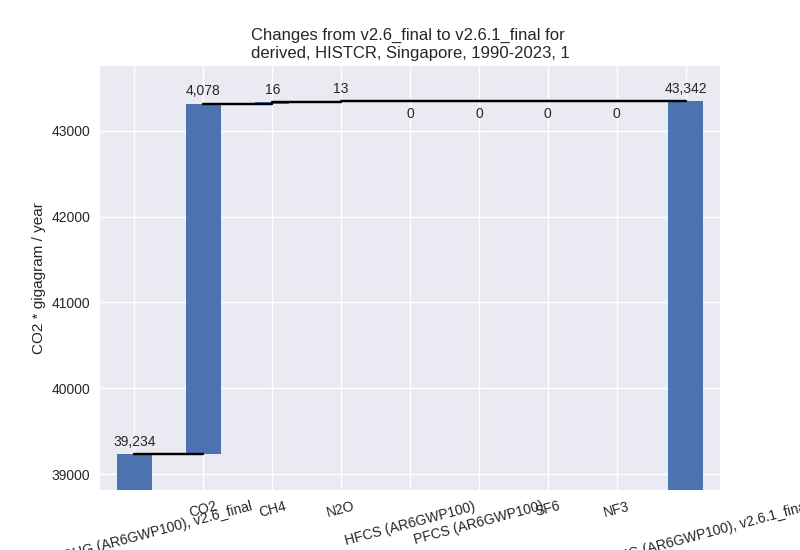 Changes from v2.6_final to v2.6.1_final for
derived, HISTCR, Singapore, 1990-2023, 1
CO2 * gigagram / year
43000
42000
41000
40000
39000
39,234
4,078
16
13
0
0
0
0
43,342
(AR6GWP100), v2.6_final
CO2
CH4
N2O
HFCS (AR6GWP100)
PFCS (AR6GWP100)
SF6
NF3
(AR6GWP100), v2.6.1_final